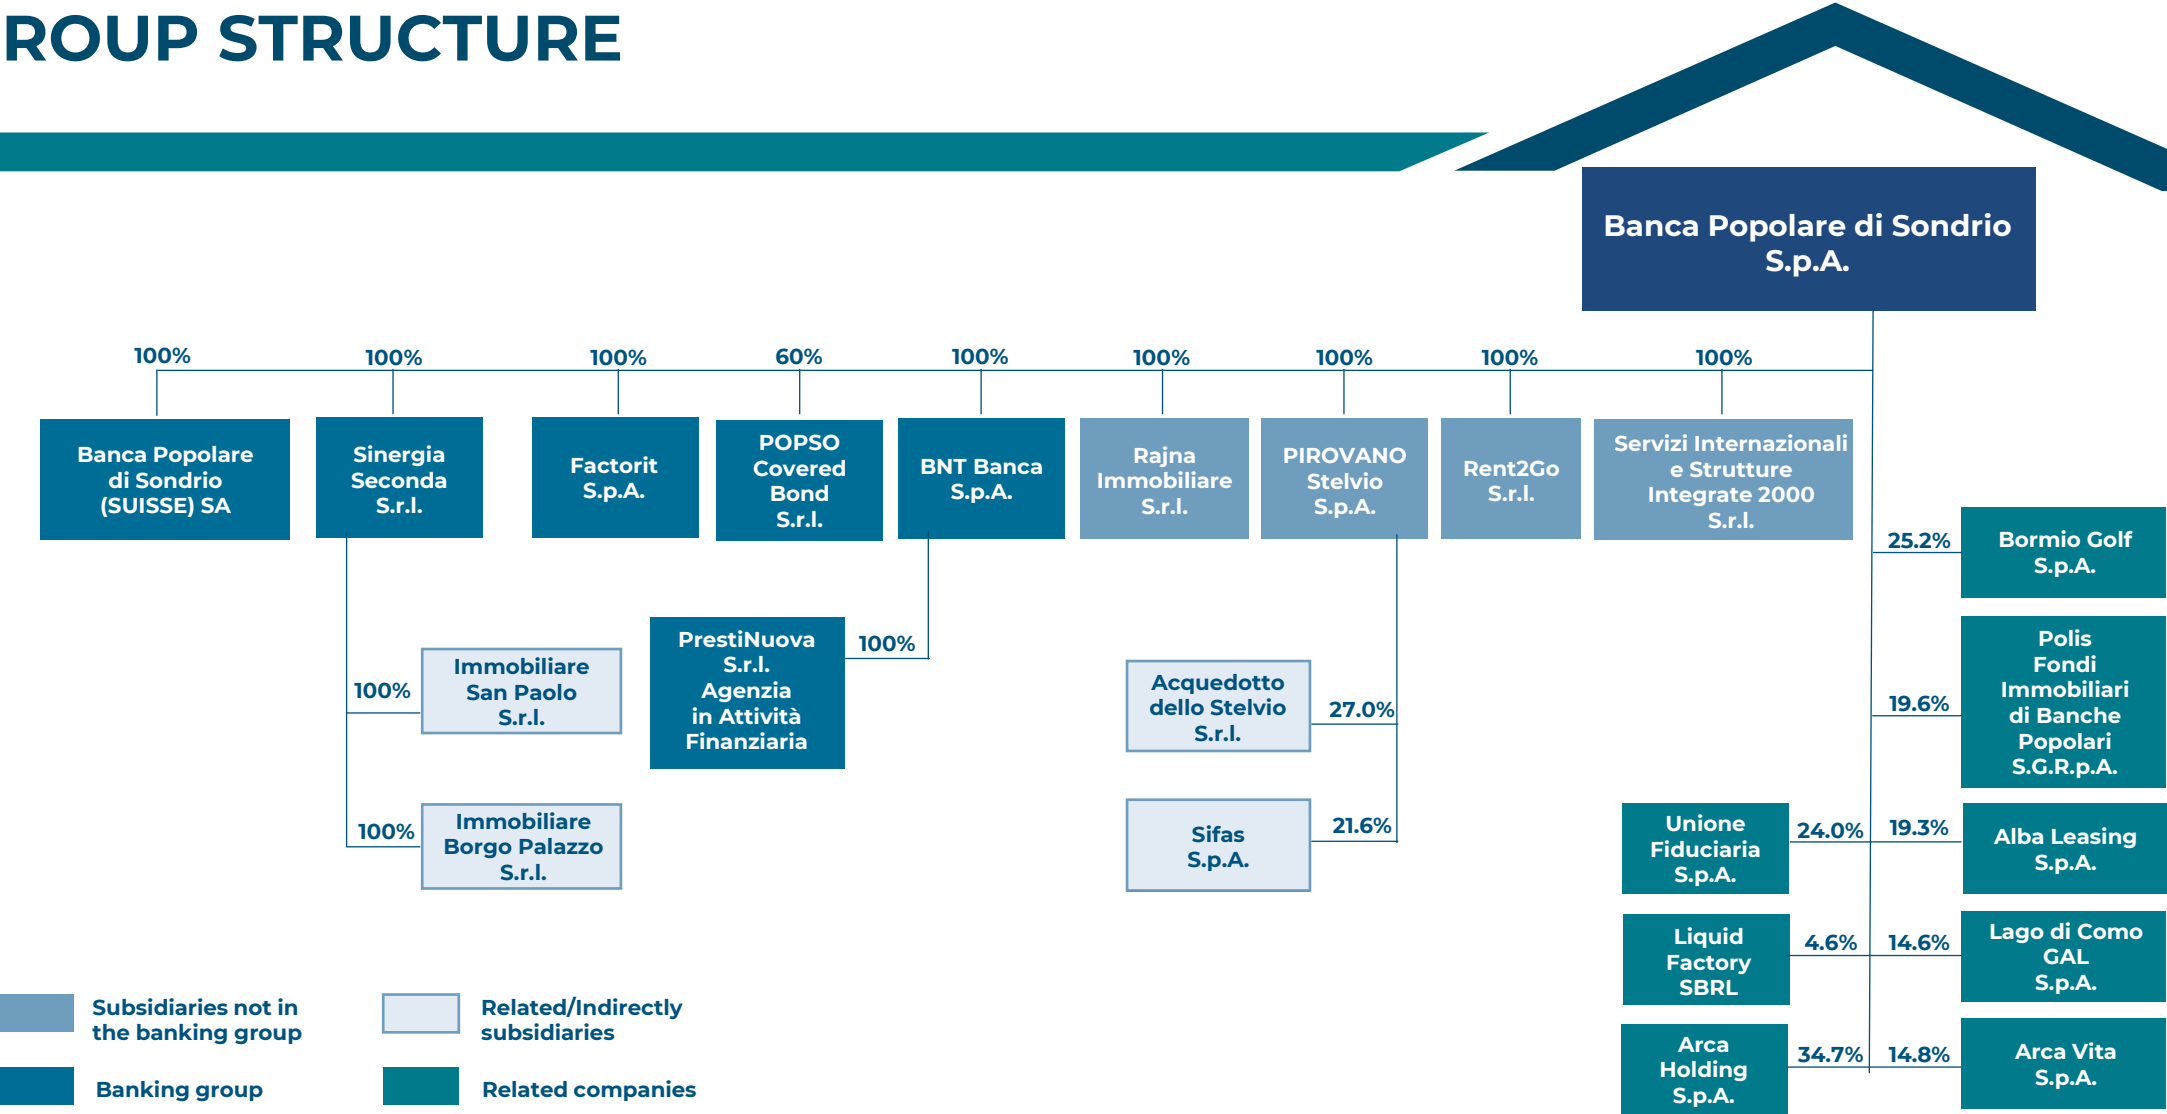 ROUP STRUCTURE
Banca Popolare di Sondrio
S.p.A.
100%
100%
100%
60%
100%
100%
100%
100%
100%
Banca Popolare
di Sondrio
(SUISSE) SA
Sinergia
Seconda
S.r.l.
Factorit
S.p.A.
POPSO
Covered
Bond
S.r.l.
BNT Banca
S.p.A.
Rajna
Immobiliare
S.r.l.
PIROVANO
Stelvio
S.p.A.
Rent2Go
S.r.l.
Servizi Internazionali
e Strutture
Integrate 2000
S.r.l.
25.2%
Bormio Golf
S.p.A.
100%
Immobiliare
San Paolo
S.r.l.
PrestiNuova
S.r.l.
Agenzia
in Attività
Finanziaria
100%
Acquedotto
dello Stelvio
S.r.l.
27.0%
19.6%
Polis
Fondi
Immobiliari
di Banche
Popolari
S.G.R.p.A.
100%
Immobiliare
Borgo Palazzo
S.r.l.
Sifas
S.p.A.
21.6%
Unione
Fiduciaria
S.p.A.
24.0%
19.3%
Alba Leasing
S.p.A.
Liquid
Factory
SBRL
4.6%
14.6%
Lago di Como
GAL
S.p.A.
Arca
Holding
S.p.A.
34.7%
14.8%
Arca Vita
S.p.A.
Subsidiaries not in
the banking group
Related/Indirectly
subsidiaries
Banking group
Related companies